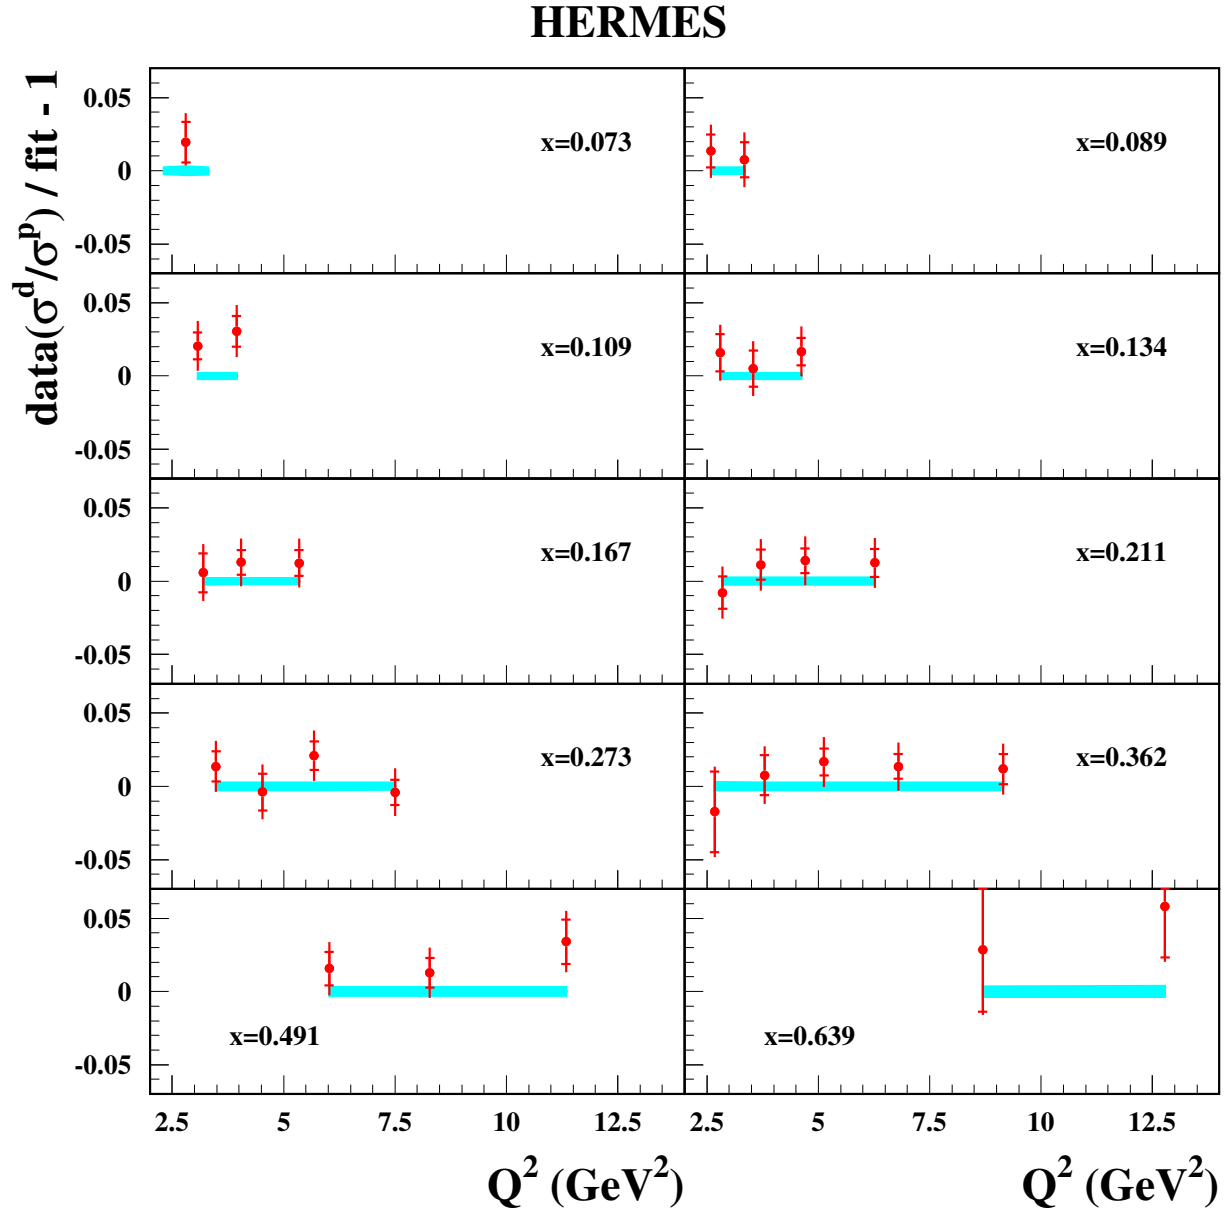 HERMES
data(σ^d/σ^p) / fit - 1
0.05
0
-0.05
x=0.073
x=0.089
0.05
0
-0.05
x=0.109
x=0.134
0.05
0
-0.05
x=0.167
x=0.211
0.05
0
-0.05
x=0.273
x=0.362
0.05
0
-0.05
x=0.491
x=0.639
2.5 5 7.5 10 12.5
2.5 5 7.5 10 12.5
Q^2 (GeV^2)
Q^2 (GeV^2)